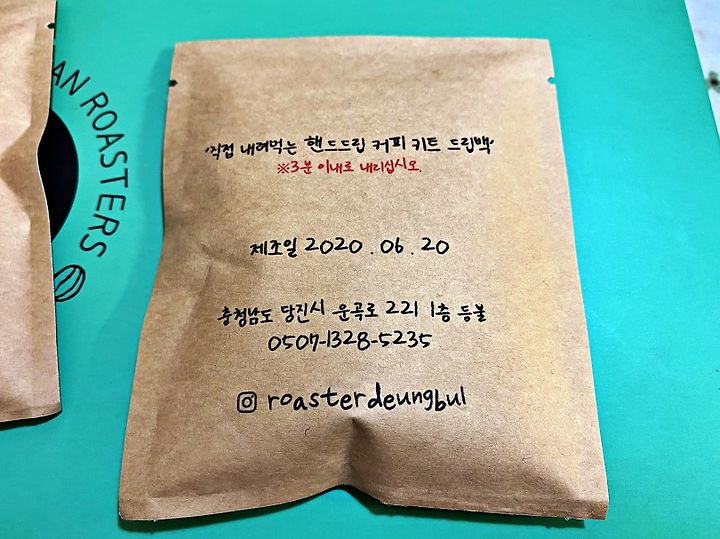 AN ROASTERS
'직접 내려먹는 핸드드립 커피 키트 드립백'
※3분 이내로 내리십시오.
제조일 2020.06.20
충청남도 당진시 운곡로 221 1층 등불
0507-1328-5235
roasterdeungbul